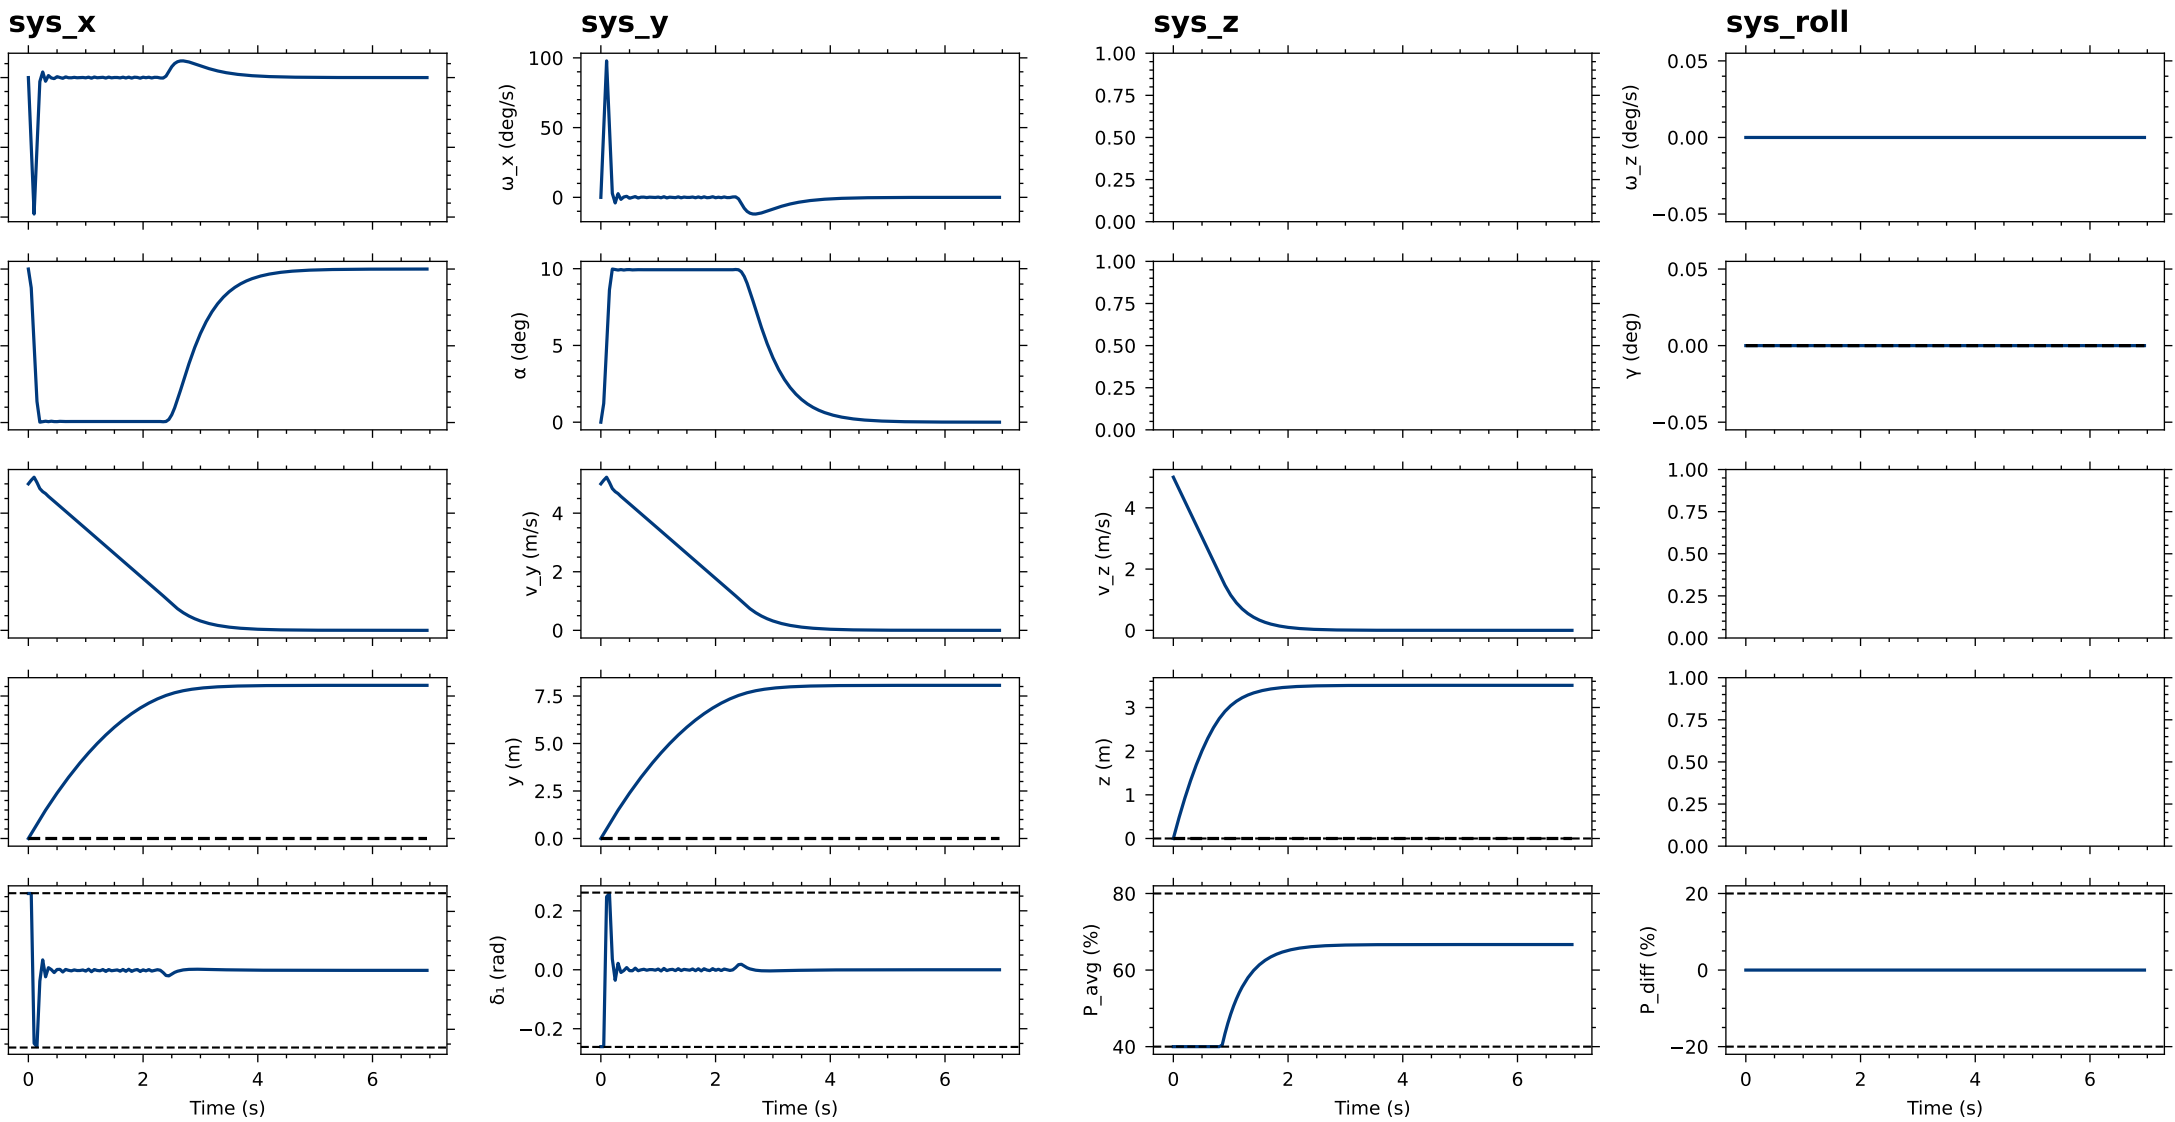 sys_x sys_y sys_z sys_roll
100
50
0
ω_x (deg/s)
1.00
0.75
0.50
0.25
0.00
0.05
0.00
−0.05
ω_z (deg/s)
10
5
0
α (deg)
1.00
0.75
0.50
0.25
0.00
0.05
0.00
−0.05
γ (deg)
4
2
0
v_y (m/s)
4
2
0
v_z (m/s)
1.00
0.75
0.50
0.25
0.00
7.5
5.0
2.5
0.0
y (m)
3
2
1
0
z (m)
1.00
0.75
0.50
0.25
0.00
0.2
0.0
−0.2
δ₁ (rad)
80
60
40
P_avg (%)
20
0
−20
P_diff (%)
0 2 4 6
Time (s)
0 2 4 6
Time (s)
0 2 4 6
Time (s)
0 2 4 6
Time (s)